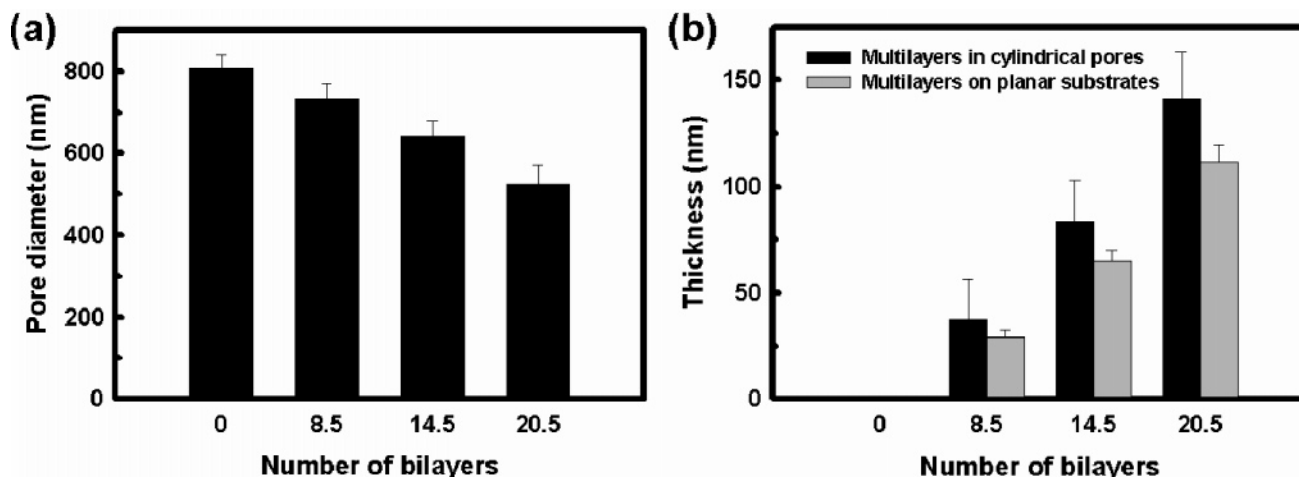 (a)
Pore diameter (nm)
800
600
400
200
0
0 8.5 14.5 20.5
Number of bilayers
(b)
Multilayers in cylindrical pores
Multilayers on planar substrates
Thickness (nm)
150
100
50
0
0 8.5 14.5 20.5
Number of bilayers